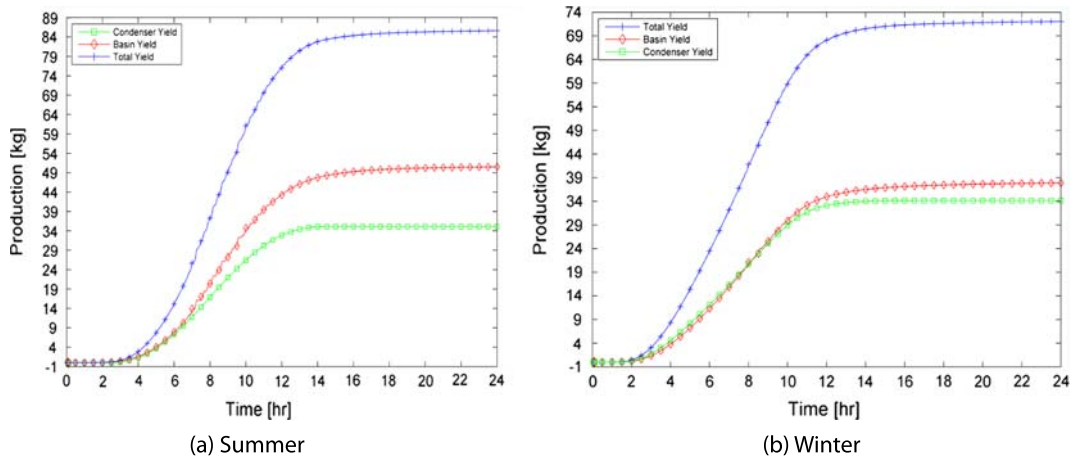 89
84
79
74
69
64
59
54
49
44
39
34
29
24
19
14
9
4
-1
Condenser Yield
Basin Yield
Total Yield
Production [kg]
0 2 4 6 8 10 12 14 16 18 20 22 24
Time [hr]
(a) Summer
74
69
64
59
54
49
44
39
34
29
24
19
14
9
4
-1
Total Yield
Basin Yield
Condenser Yield
Production [kg]
0 2 4 6 8 10 12 14 16 18 20 22 24
Time [hr]
(b) Winter